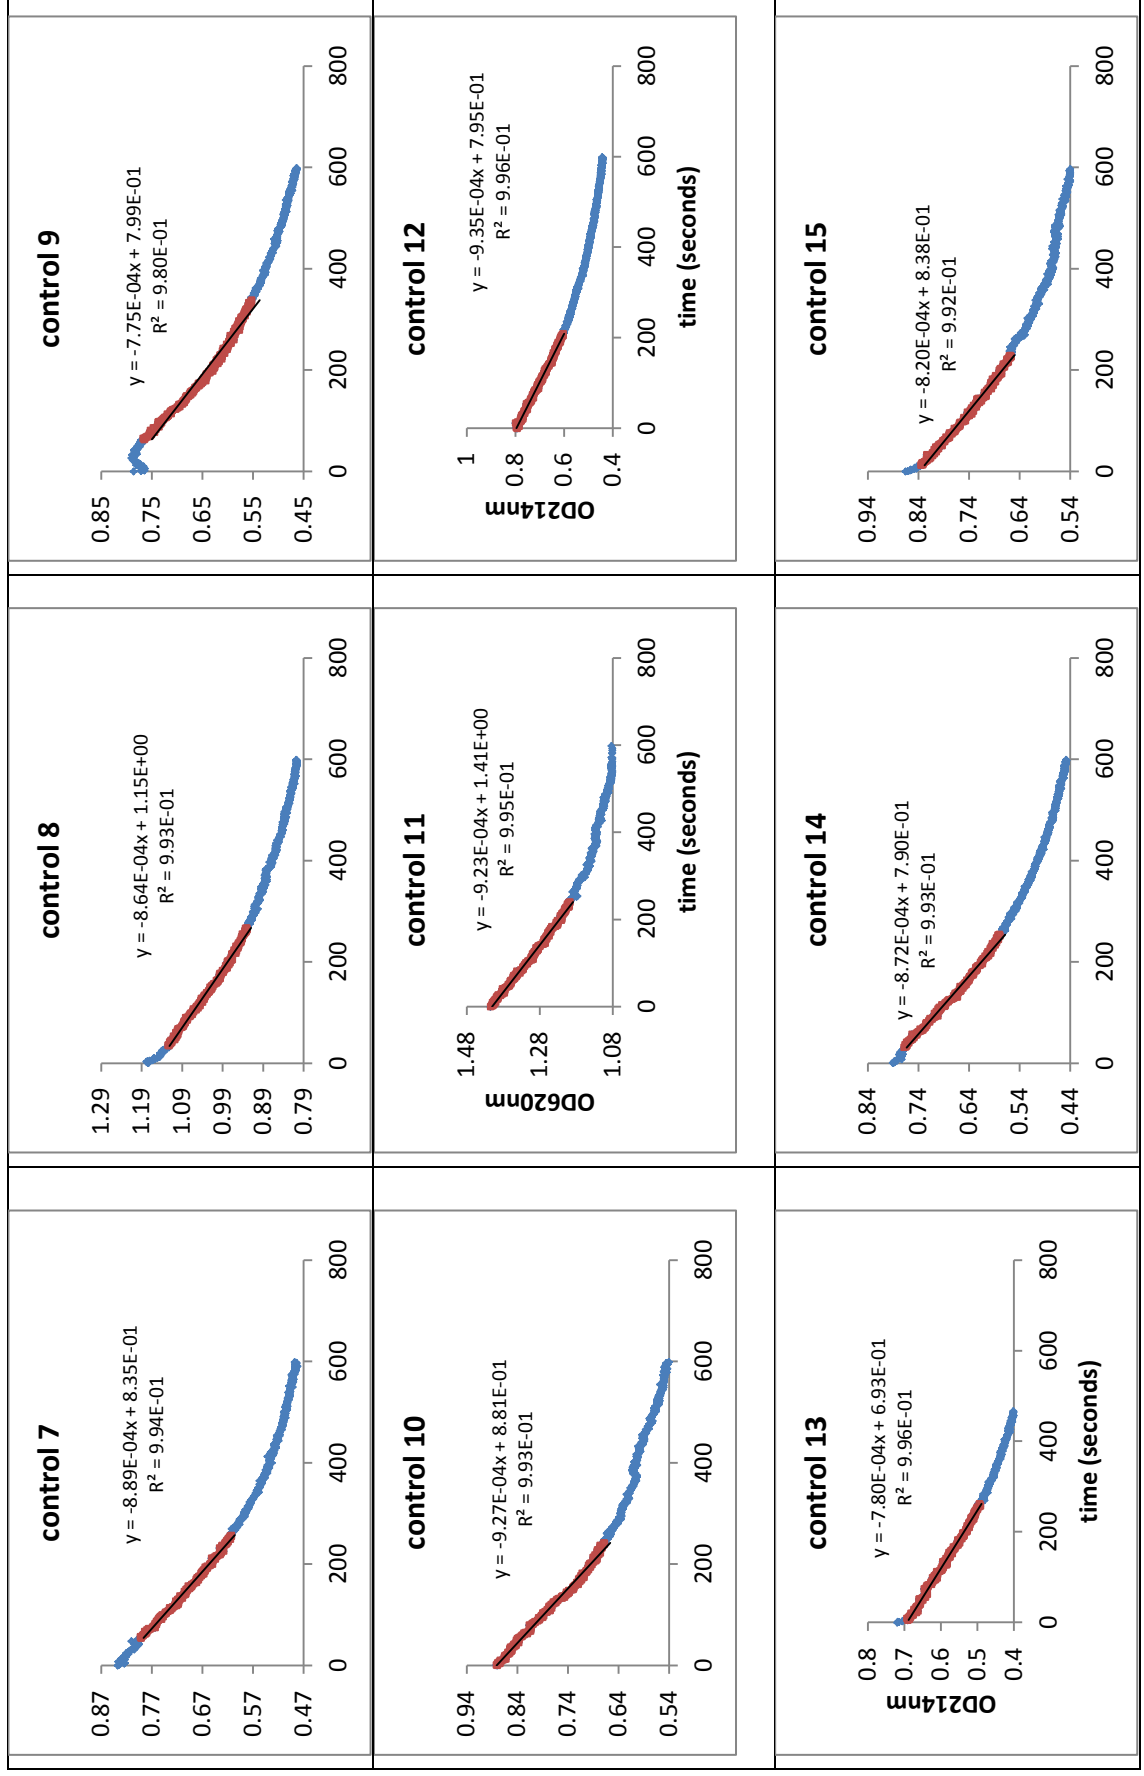 control 7
y = -8.89E-04x + 8.35E-01
R² = 9.94E-01
0.87
0.77
0.67
0.57
0.47
0 200 400 600 800
control 8
y = -8.64E-04x + 1.15E+00
R² = 9.93E-01
1.29
1.19
1.09
0.99
0.89
0.79
0 200 400 600 800
control 9
y = -7.75E-04x + 7.99E-01
R² = 9.80E-01
0.85
0.75
0.65
0.55
0.45
0 200 400 600 800
control 10
y = -9.27E-04x + 8.81E-01
R² = 9.93E-01
0.94
0.84
0.74
0.64
0.54
0 200 400 600 800
control 11
y = -9.23E-04x + 1.41E+00
R² = 9.95E-01
OD620nm
1.48
1.28
1.08
0 200 400 600 800
time (seconds)
control 12
y = -9.35E-04x + 7.95E-01
R² = 9.96E-01
OD214nm
1
0.8
0.6
0.4
0 200 400 600 800
time (seconds)
control 13
y = -7.80E-04x + 6.93E-01
R² = 9.96E-01
OD214nm
0.8
0.7
0.6
0.5
0.4
0 200 400 600 800
time (seconds)
control 14
y = -8.72E-04x + 7.90E-01
R² = 9.93E-01
0.84
0.74
0.64
0.54
0.44
0 200 400 600 800
control 15
y = -8.20E-04x + 8.38E-01
R² = 9.92E-01
0.94
0.84
0.74
0.64
0.54
0 200 400 600 800